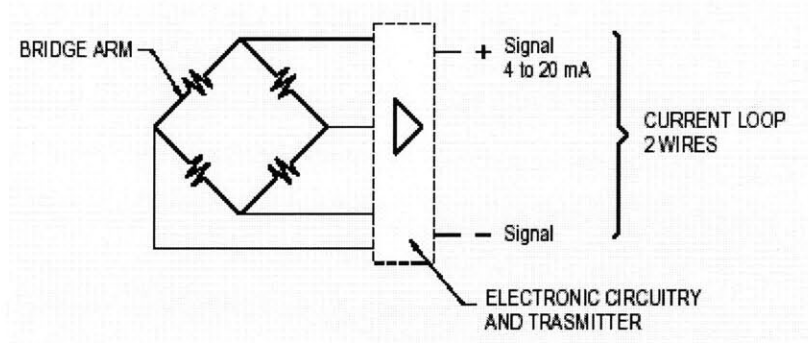 BRIDGE ARM
+ Signal
4 to 20 mA
CURRENT LOOP
2 WIRES
- Signal
ELECTRONIC CIRCUITRY
AND TRASMITTER